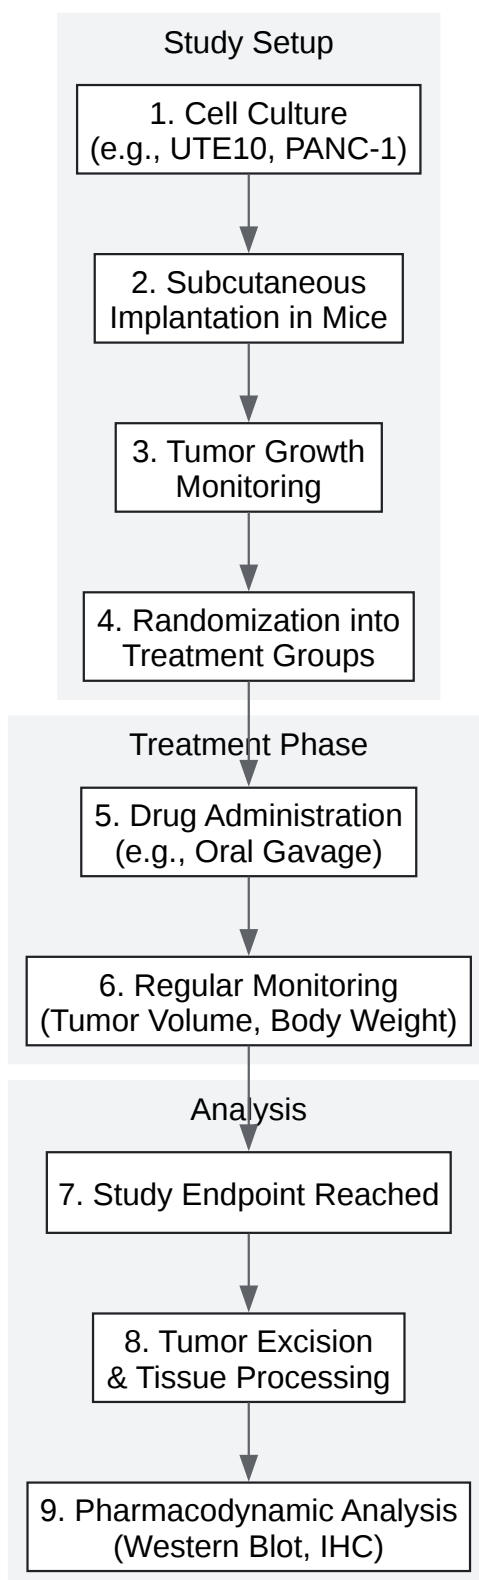 Study Setup
1. Cell Culture
(e.g., UTE10, PANC-1)
2. Subcutaneous
Implantation in Mice
3. Tumor Growth
Monitoring
4. Randomization into
Treatment Groups
Treatment Phase
5. Drug Administration
(e.g., Oral Gavage)
6. Regular Monitoring
(Tumor Volume, Body Weight)
Analysis
7. Study Endpoint Reached
8. Tumor Excision
& Tissue Processing
9. Pharmacodynamic Analysis
(Western Blot, IHC)